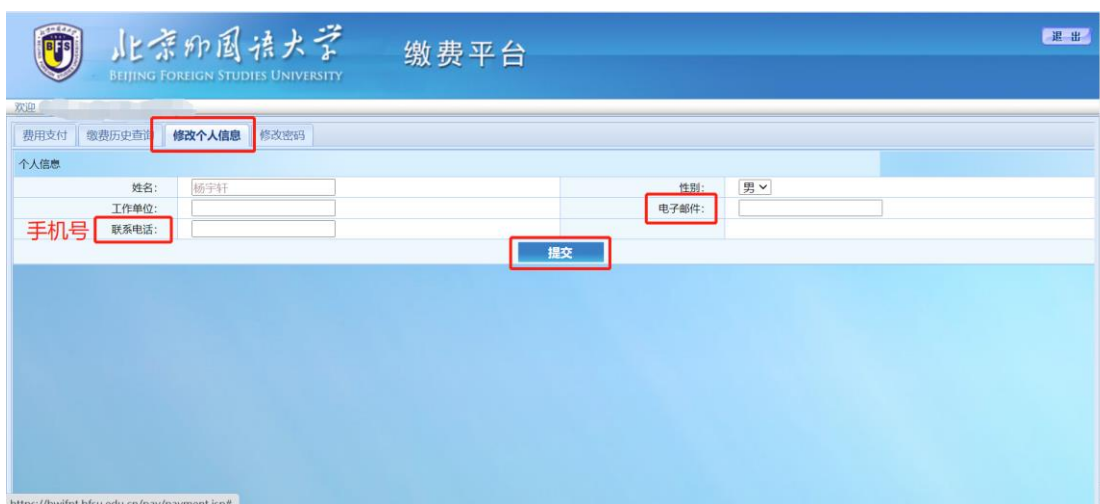 北京外国语大学
BEIJING FOREIGN STUDIES UNIVERSITY
缴费平台
BFSU
退 出
欢迎
费用支付 缴费历史查询 修改个人信息 修改密码
个人信息
姓名： 杨宇轩 性别： 男
工作单位： 电子邮件：
手机号 联系电话：
提交